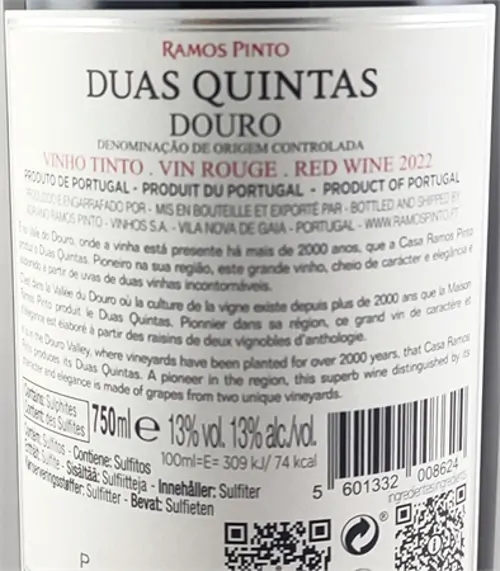 RAMOS PINTO
DUAS QUINTAS
DOURO
DENOMINAÇÃO DE ORIGEM CONTROLADA
VINHO TINTO . VIN ROUGE . RED WINE 2022
PRODUTO DE PORTUGAL - PRODUIT DU PORTUGAL - PRODUCT OF PORTUGAL
PRODUZIDO E ENGARRAFADO POR - MIS EN BOUTEILLE ET EXPORTÉ PAR - BOTTLED AND SHIPPED BY
ADRIANO RAMOS PINTO - VINHOS S.A. - VILA NOVA DE GAIA - PORTUGAL - WWW.RAMOSPINTO.PT
É no Vale do Douro, onde a vinha está presente há mais de 2000 anos, que a Casa Ramos Pinto
produz o Duas Quintas. Pioneiro na sua região, este grande vinho, cheio de carácter e elegância é
a partir de uvas de duas vinhas incontornáveis.
C'est dans la Vallée du Douro où la culture de la vigne existe depuis plus de 2000 ans que la Maison
Ramos Pinto produit le Duas Quintas. Pionnier dans sa région, ce grand vin de caractère et
d'élégance est élaboré à partir des raisins de deux vignobles d'anthologie.
It is in the Douro Valley, where vineyards have been planted for over 2000 years, that Casa Ramos
Pinto produces its Duas Quintas. A pioneer in the region, this superb wine distinguished by its
character and elegance is made of grapes from two unique vineyards.
Contains Sulphites
Content des Sulfites
750ml e 13% vol. 13% alc./vol.
100ml=E= 309 kJ/ 74 kcal
Contém: Sulfitos - Contiene: Sulfitos
Enthält: Sulfite - Sisältää: Sulfiitteja - Innehåller: Sulfiter
Konserveringsstoffer: Sulfitter - Bevat: Sulfieten
5 601332 008624
ingredientes/ingredients
®
P